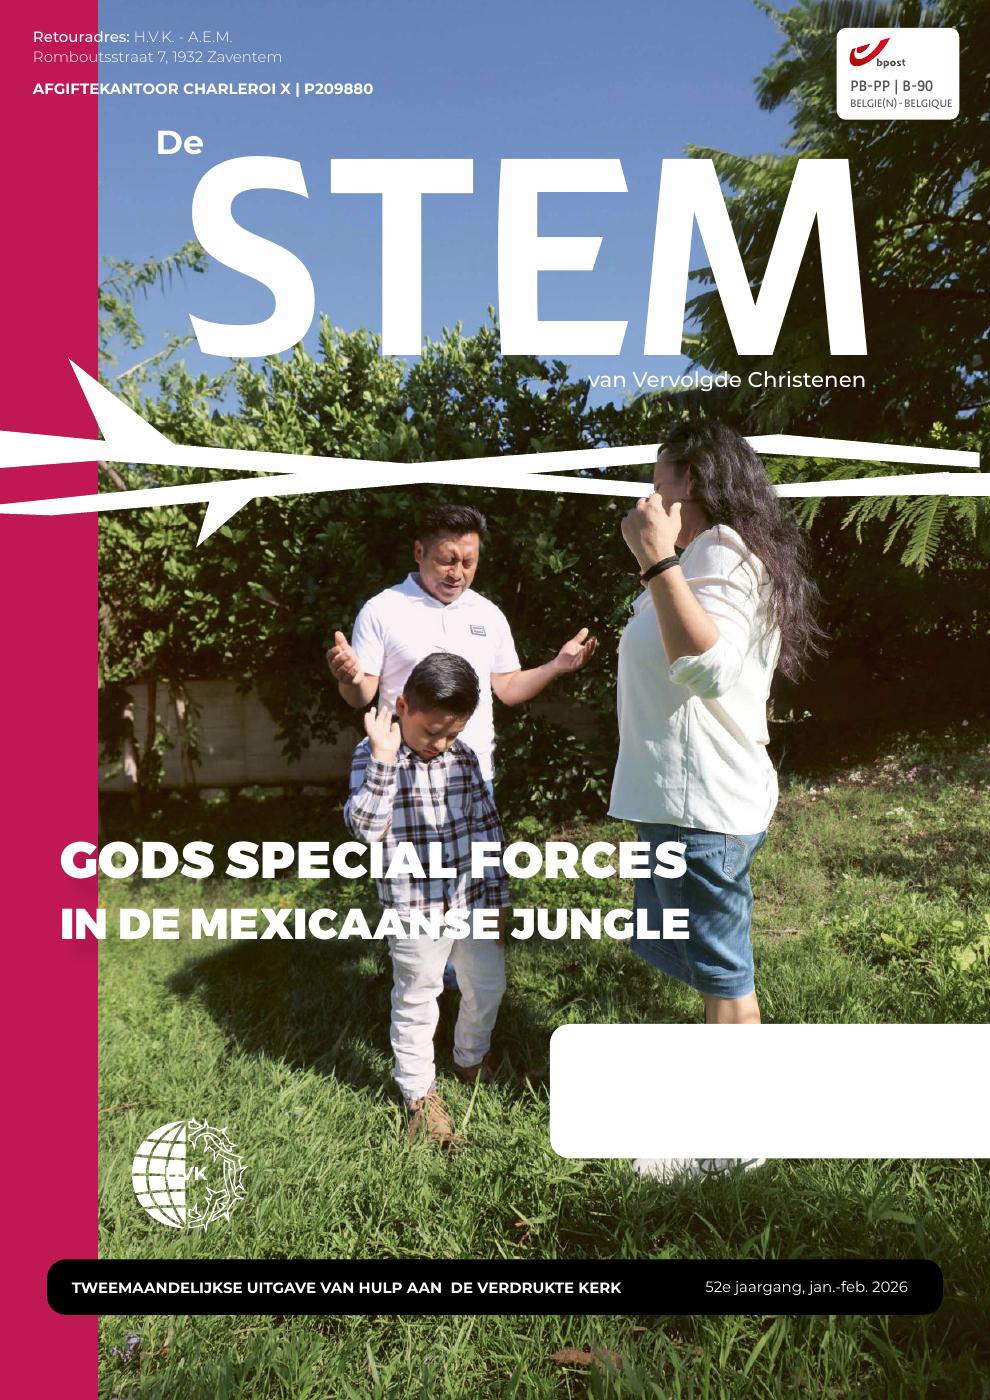 Retouradres: H.V.K. - A.E.M.
Romboutsstraat 7, 1932 Zaventem
AFGIFTEKANTOOR CHARLEROI X | P209880
bpost
PB-PP | B-90
BELGIE(N) - BELGIQUE
De
STEM
van Vervolgde Christenen
GODS SPECIAL FORCES
IN DE MEXICAANSE JUNGLE
VK
TWEEMAANDELIJKSE UITGAVE VAN HULP AAN DE VERDRUKTE KERK
52e jaargang, jan.-feb. 2026